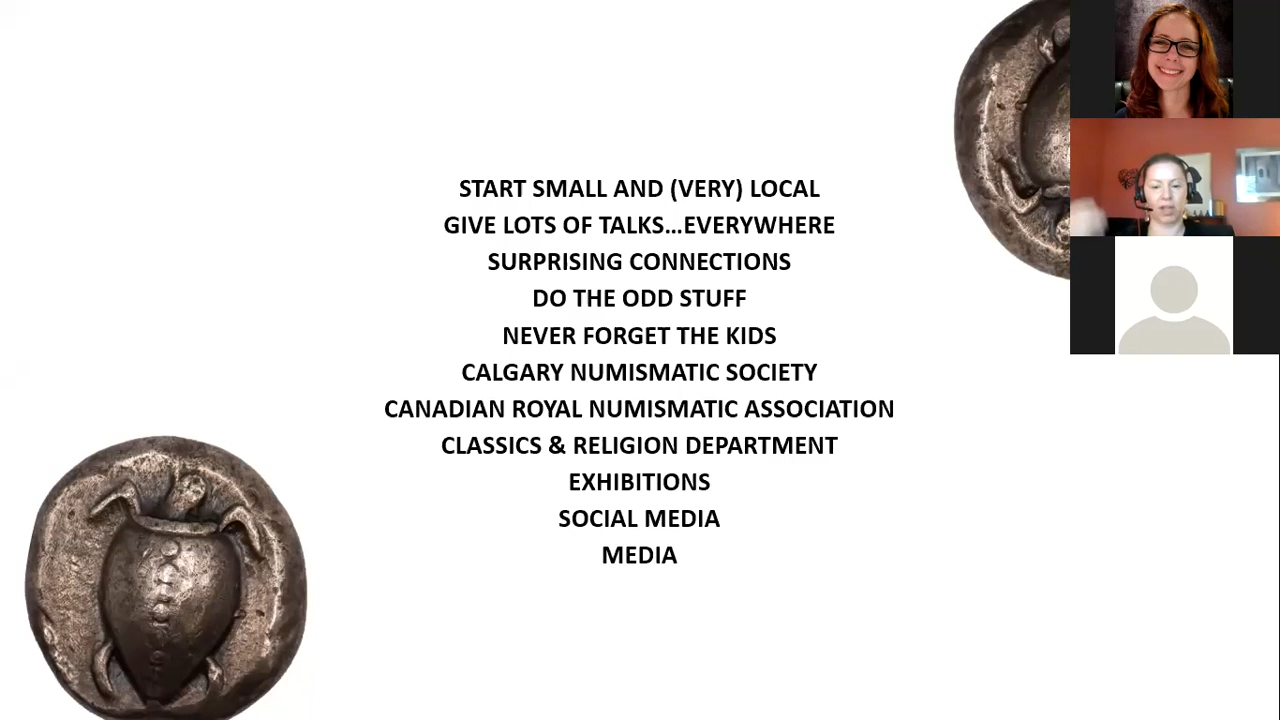 START SMALL AND (VERY) LOCAL
GIVE LOTS OF TALKS...EVERYWHERE
SURPRISING CONNECTIONS
DO THE ODD STUFF
NEVER FORGET THE KIDS
CALGARY NUMISMATIC SOCIETY
CANADIAN ROYAL NUMISMATIC ASSOCIATION
CLASSICS & RELIGION DEPARTMENT
EXHIBITIONS
SOCIAL MEDIA
MEDIA